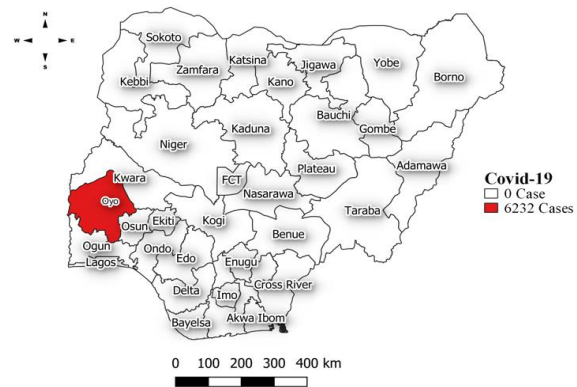 N
W E
S
Sokoto
Katsina
Jigawa
Yobe
Borno
Zamfara
Kebbi
Kano
Bauchi
Gombe
Kaduna
Niger
Adamawa
Plateau
FCT
Kwara
Nasarawa
Oyo
Taraba
Covid-19
0 Case
6232 Cases
Osun
Ekiti
Kogi
Benue
Ogun
Ondo
Edo
Enugu
Lagos
Cross River
Delta
Imo
Bayelsa
Akwa Ibom
0 100 200 300 400 km